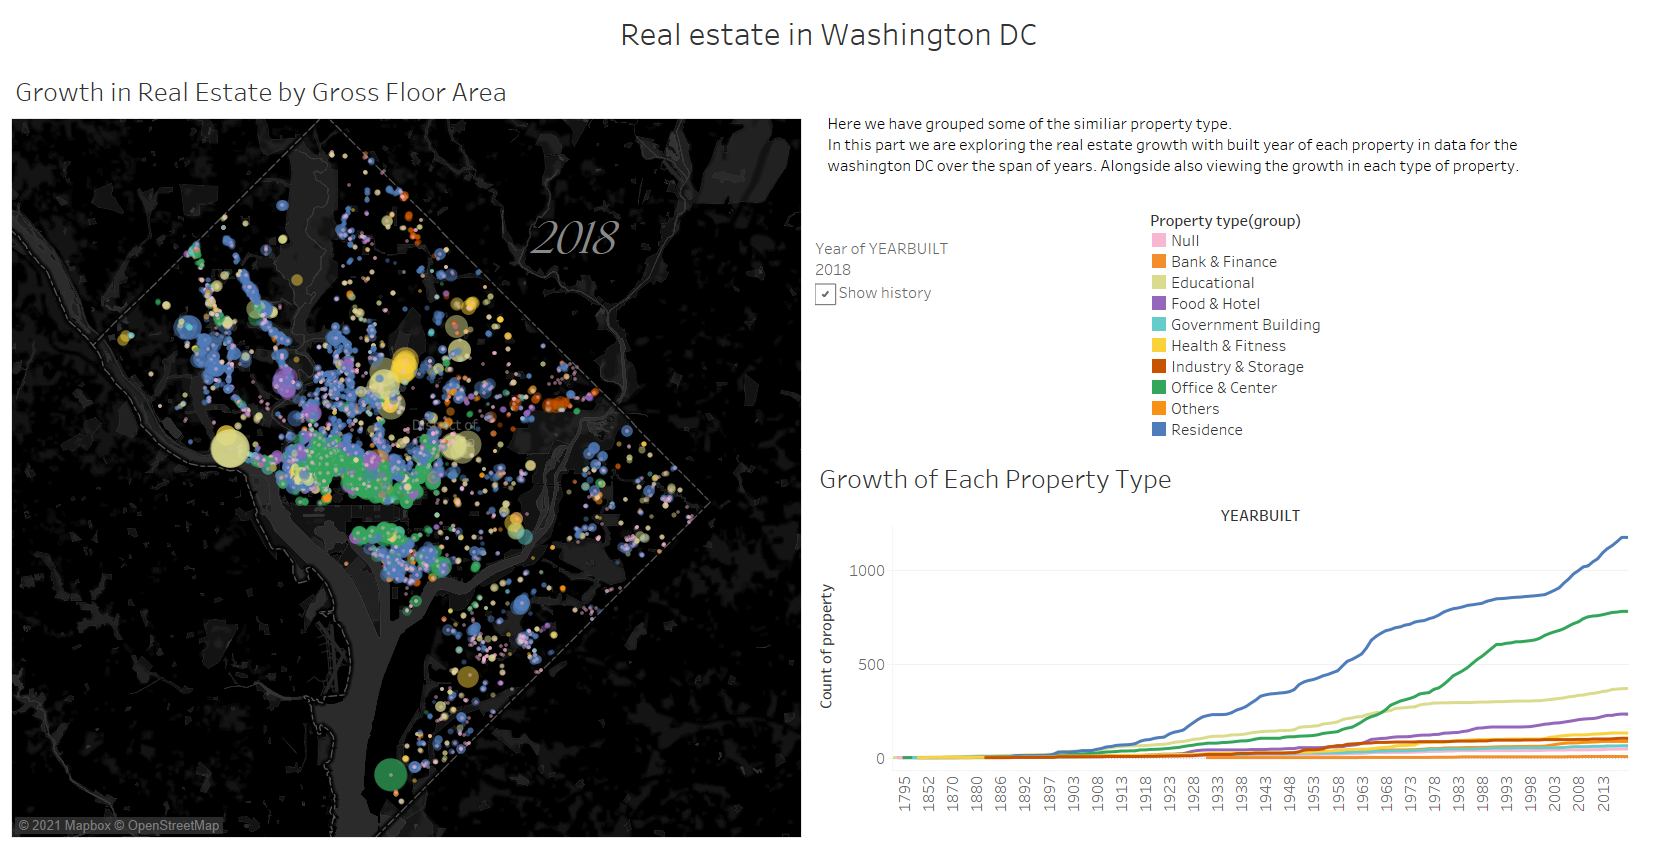 Real estate in Washington DC
Growth in Real Estate by Gross Floor Area
2018
District of
© 2021 Mapbox © OpenStreetMap
Here we have grouped some of the similiar property type.
In this part we are exploring the real estate growth with built year of each property in data for the
washington DC over the span of years. Alongside also viewing the growth in each type of property.
Year of YEARBUILT
2018
Show history
Property type(group)
Null
Bank & Finance
Educational
Food & Hotel
Government Building
Health & Fitness
Industry & Storage
Office & Center
Others
Residence
Growth of Each Property Type
YEARBUILT
Count of property
1000
500
0
1795 1852 1870 1880 1886 1892 1897 1903 1908 1913 1918 1923 1928 1933 1938 1943 1948 1953 1958 1963 1968 1973 1978 1983 1988 1993 1998 2003 2008 2013